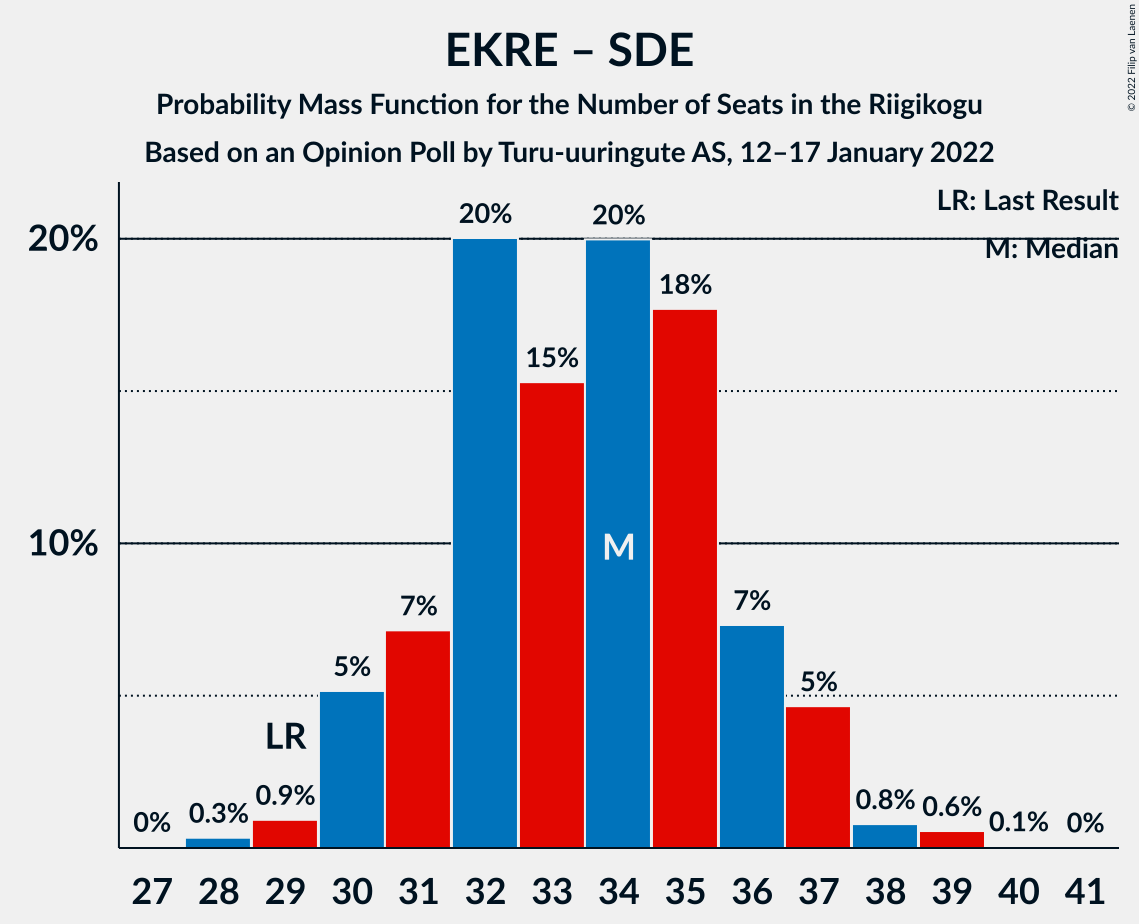 EKRE – SDE
Probability Mass Function for the Number of Seats in the Riigikogu
Based on an Opinion Poll by Turu-uuringute AS, 12–17 January 2022
© 2022 Filip van Laenen
LR: Last Result
M: Median
20%
10%
0%
0.3%
0.9%
LR
5%
7%
20%
15%
20%
M
18%
7%
5%
0.8%
0.6%
0.1%
0%
27 28 29 30 31 32 33 34 35 36 37 38 39 40 41